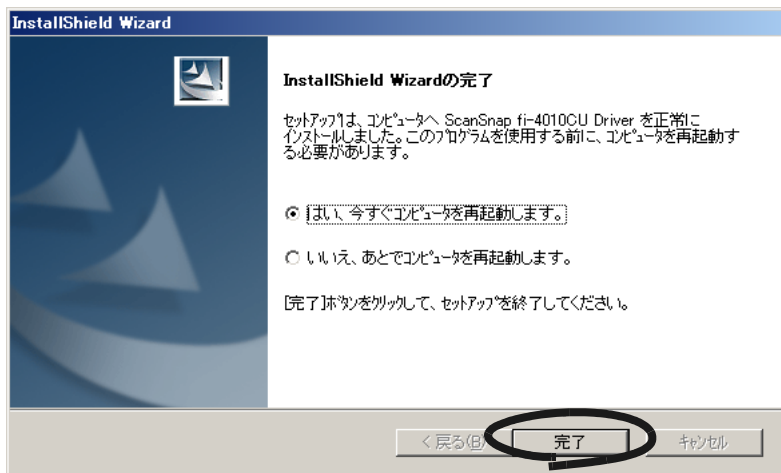 InstallShield Wizard
InstallShield Wizardの完了
セットアップは、コンピュータへ ScanSnap fi-4010CU Driver を正常に
インストールしました。このプログラムを使用する前に、コンピュータを再起動す
る必要があります。
はい、今すぐコンピュータを再起動します。
いいえ、あとでコンピュータを再起動します。
[完了]ボタンをクリックして、セットアップを終了してください。
< 戻る(B)
完了
キャンセル